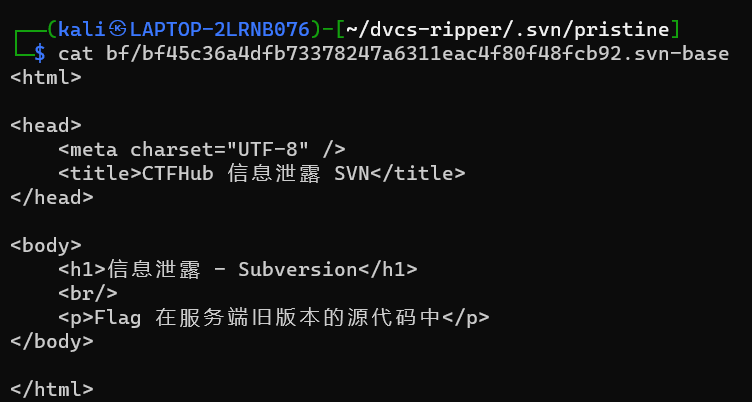 ┌──(kali㉿LAPTOP-2LRNB076)-[~/dvcs-ripper/.svn/pristine]
└─$ cat bf/bf45c36a4dfb73378247a6311eac4f80f48fcb92.svn-base
<html>

<head>
    <meta charset="UTF-8" />
    <title>CTFHub 信息泄露 SVN</title>
</head>

<body>
    <h1>信息泄露 - Subversion</h1>
    <br/>
    <p>Flag 在服务端旧版本的源代码中</p>
</body>

</html>